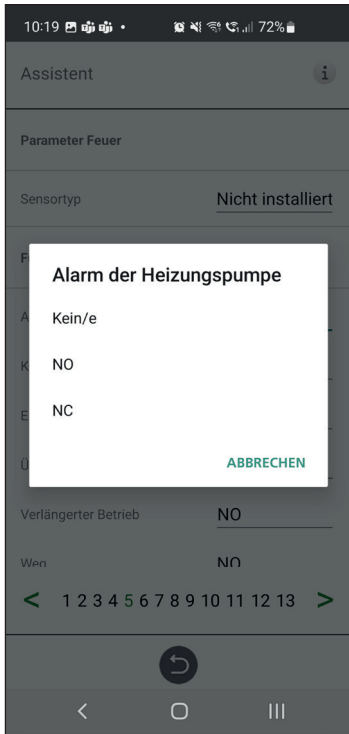 10:19 72%
Assistent i
Parameter Feuer
Sensortyp Nicht installiert
F
Alarm der Heizungspumpe
A
Kein/e
K
NO
E
NC
Ü
ABBRECHEN
Verlängerter Betrieb NO
Weg NO
< 1 2 3 4 5 6 7 8 9 10 11 12 13 >